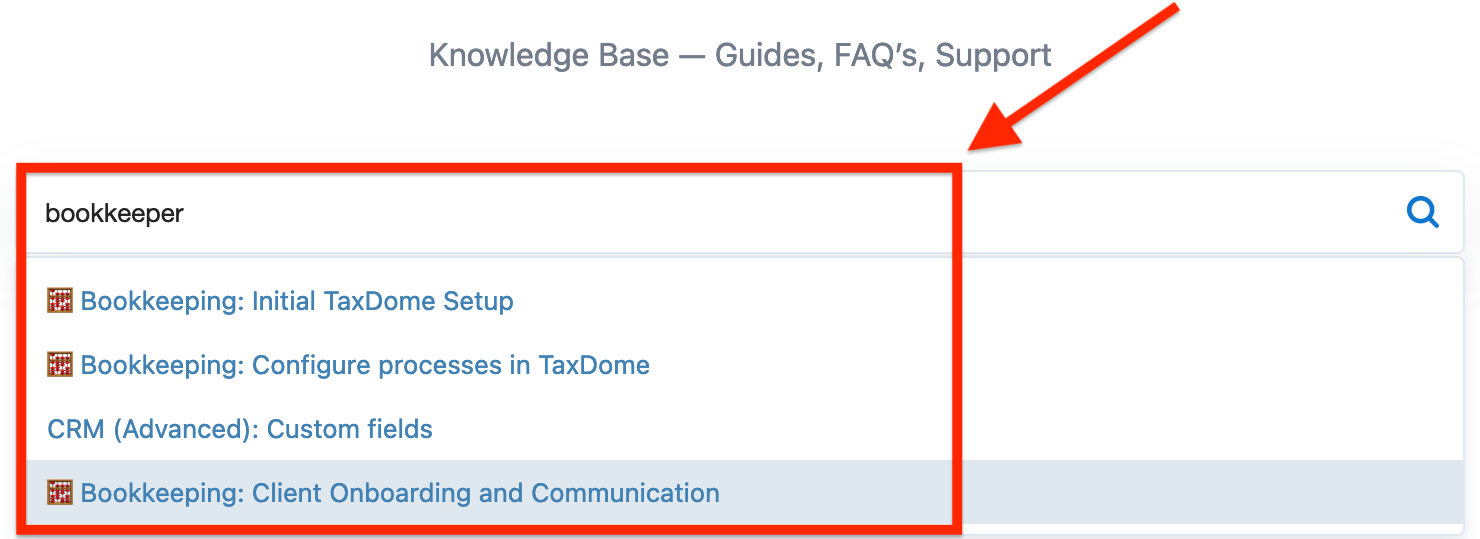 Knowledge Base — Guides, FAQ’s, Support
bookkeeper
Bookkeeping: Initial TaxDome Setup
Bookkeeping: Configure processes in TaxDome
CRM (Advanced): Custom fields
Bookkeeping: Client Onboarding and Communication